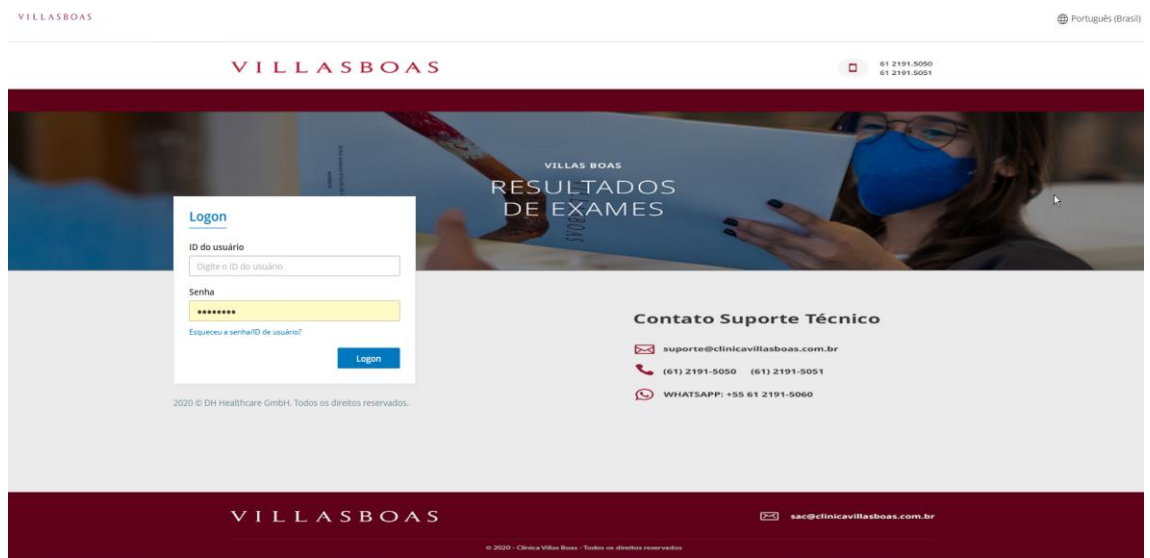 VILLASBOAS
Português (Brasil)
VILLASBOAS
61 2191.5050
61 2191.5051
VILLAS BOAS
RESULTADOS
DE EXAMES
Logon
ID do usuário
Digite o ID do usuário
Senha
••••••••
Esqueceu a senha/ID de usuário?
Logon
2020 © DH Healthcare GmbH. Todos os direitos reservados.
Contato Suporte Técnico
suporte@clinicavillasboas.com.br
(61) 2191-5050 (61) 2191-5051
WHATSAPP: +55 61 2191-5060
VILLASBOAS
sac@clinicavillasboas.com.br
© 2020 - Clínica Villas Boas - Todos os direitos reservados